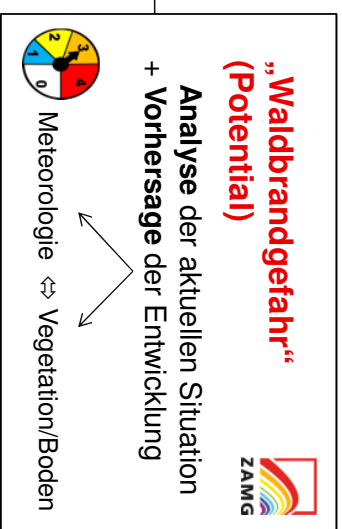 „Waldbrandgefahr“
(Potential)
ZAMG
Analyse der aktuellen Situation
+ Vorhersage der Entwicklung
0
1
2
3
4
Meteorologie ⇔ Vegetation/Boden